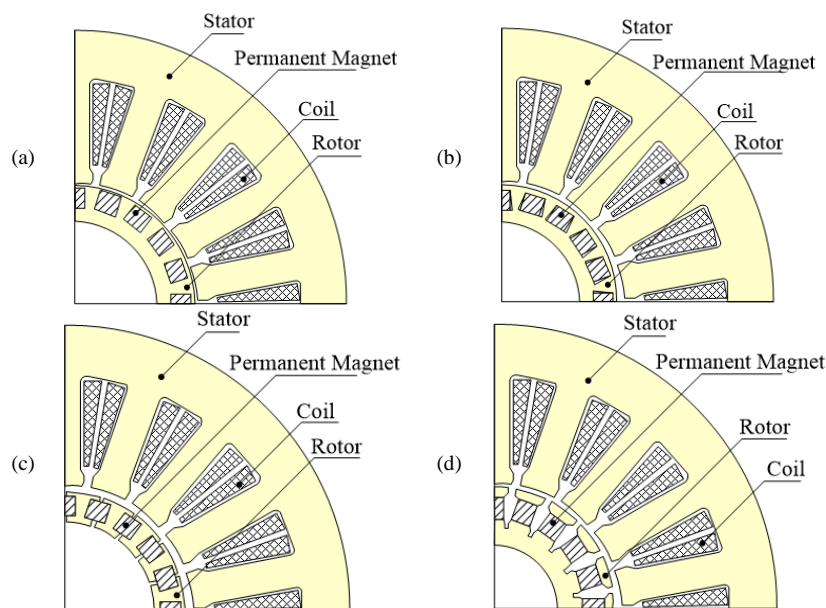 (a)
Stator
Permanent Magnet
Coil
Rotor
(b)
Stator
Permanent Magnet
Coil
Rotor
(c)
Stator
Permanent Magnet
Coil
Rotor
(d)
Stator
Permanent Magnet
Rotor
Coil